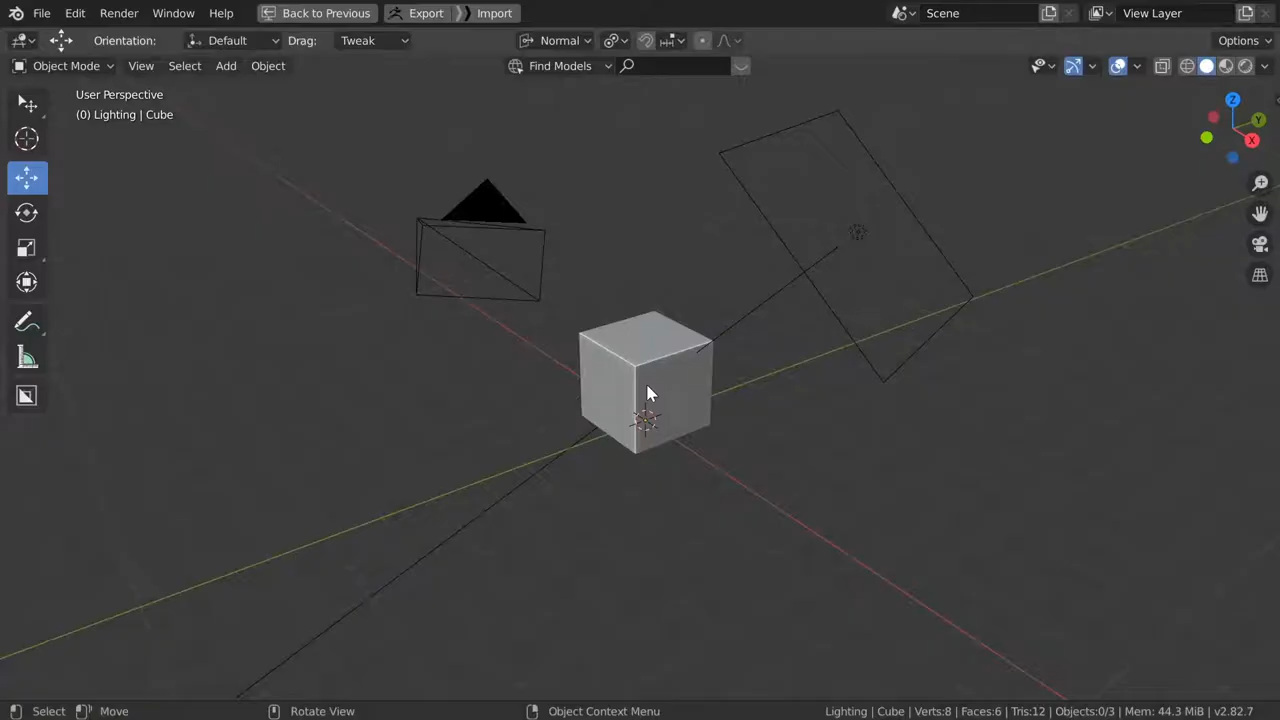 File Edit Render Window Help Back to Previous Export Import Scene View Layer
Orientation: Default Drag: Tweak Normal Options
Object Mode View Select Add Object Find Models
User Perspective
(0) Lighting | Cube
Z
Y
X
Select Move Rotate View Object Context Menu Lighting | Cube | Verts:8 | Faces:6 | Tris:12 | Objects:0/3 | Mem: 44.3 MiB | v2.82.7